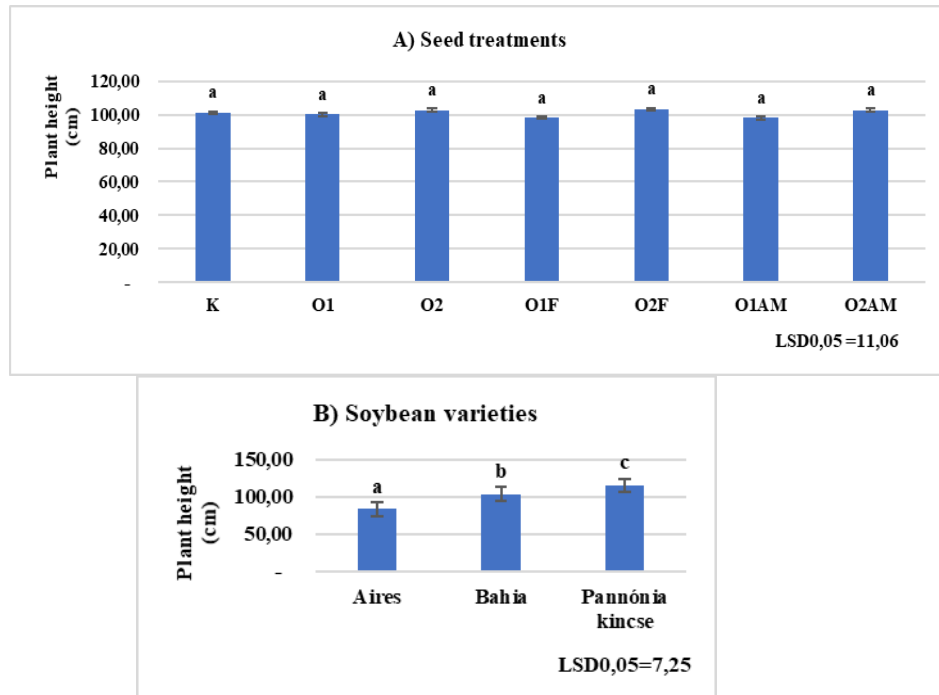 A) Seed treatments
Plant height
(cm)
120,00
100,00
80,00
60,00
40,00
20,00
-
a a a a a a a
K O1 O2 O1F O2F O1AM O2AM
LSD0,05 =11,06
B) Soybean varieties
Plant height
(cm)
150,00
100,00
50,00
-
a b c
Aires Bahia Pannónia
kincse
LSD0,05=7,25